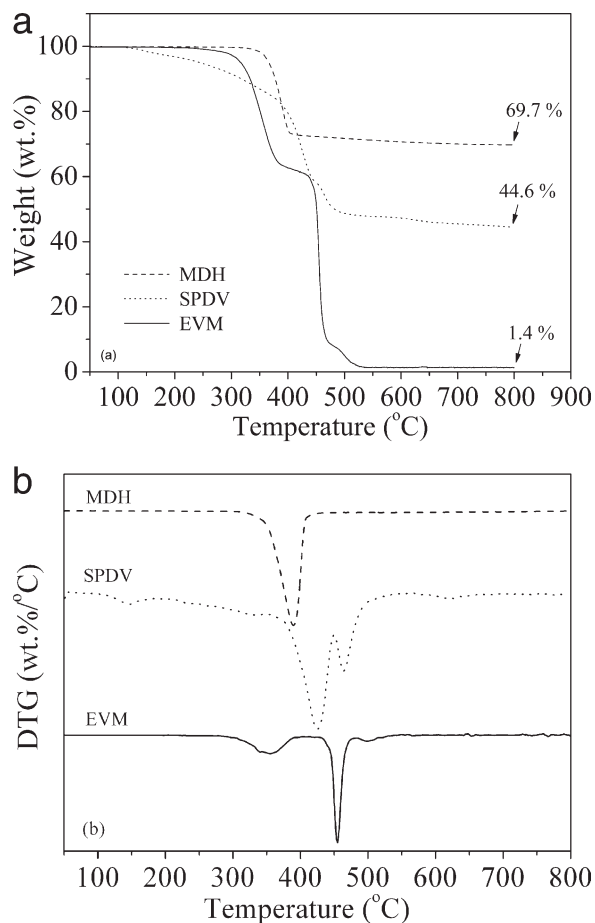 a
Weight (wt.%)
100
80
60
40
20
0
69.7 %
44.6 %
1.4 %
MDH
SPDV
EVM
(a)
100 200 300 400 500 600 700 800 900
Temperature (°C)
b
DTG (wt.%/°C)
MDH
SPDV
EVM
(b)
100 200 300 400 500 600 700 800
Temperature (°C)